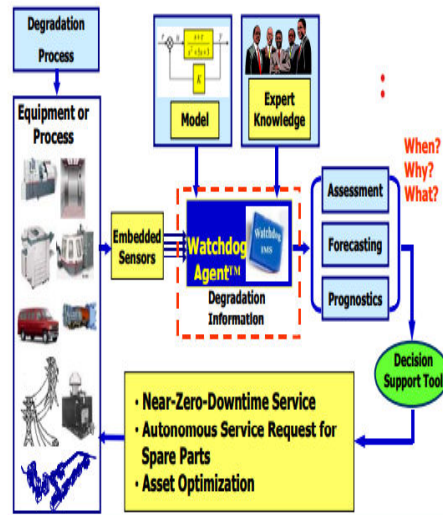 Degradation
Process
Equipment or
Process
Model
Expert
Knowledge
:
When?
Why?
What?
Embedded
Sensors
Watchdog
Agent™
Watchdog
Degradation
Information
Assessment
Forecasting
Prognostics
Decision
Support Tool
· Near-Zero-Downtime Service
· Autonomous Service Request for
Spare Parts
· Asset Optimization